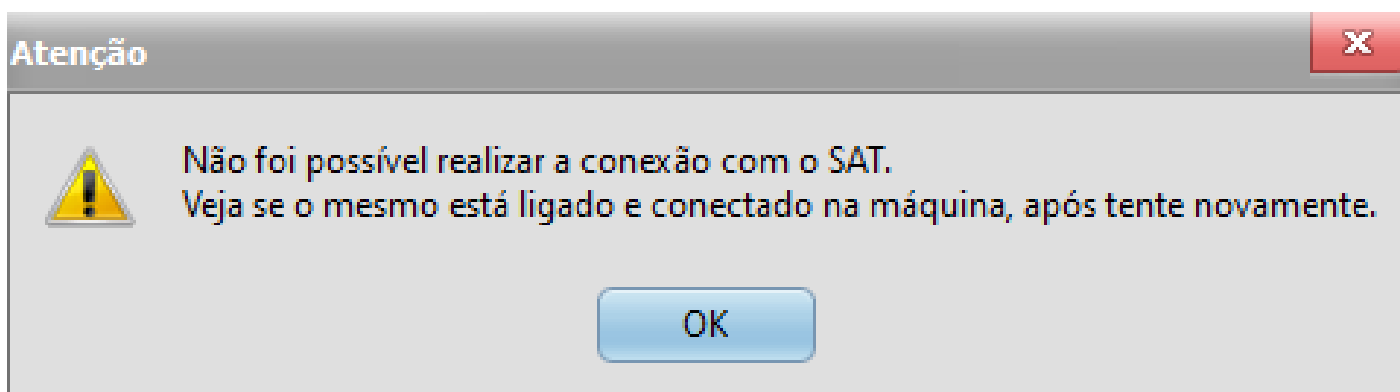 Atenção
Não foi possível realizar a conexão com o SAT.
Veja se o mesmo está ligado e conectado na máquina, após tente novamente.
OK